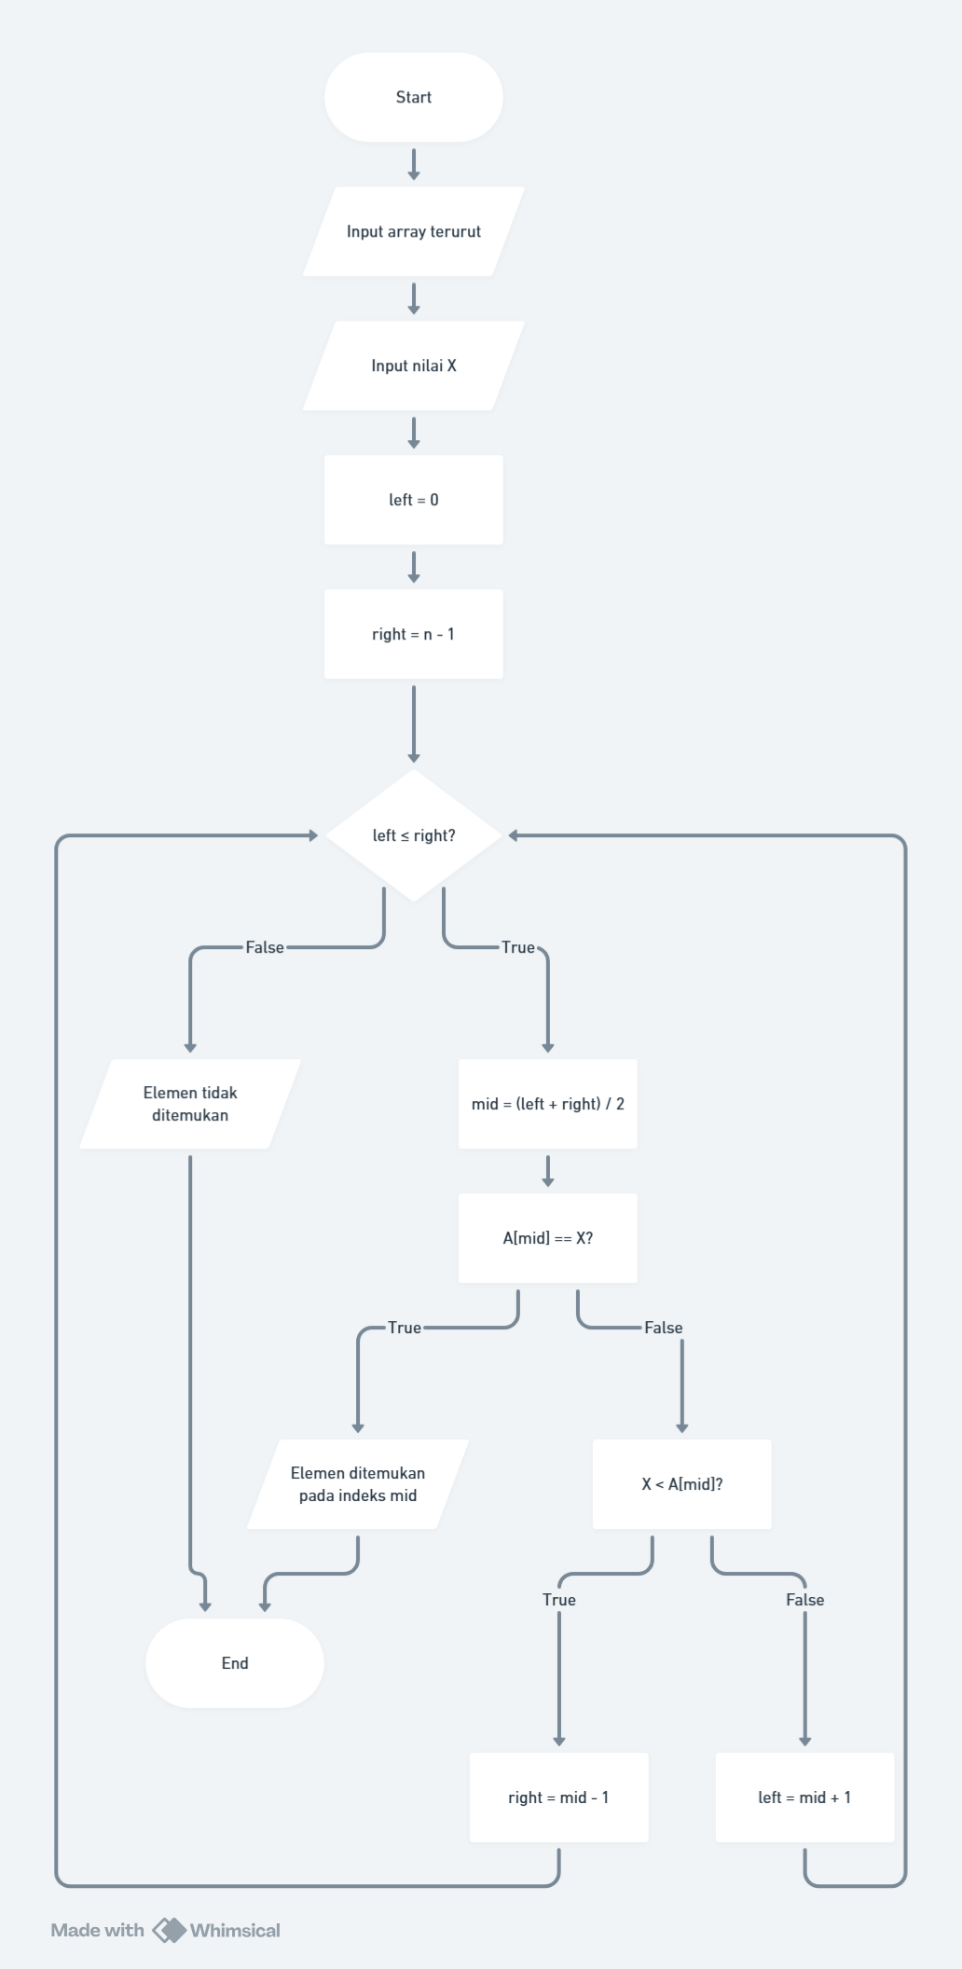 Start
Input array terurut
Input nilai X
left = 0
right = n - 1
left ≤ right?
False
True
Elemen tidak
ditemukan
mid = (left + right) / 2
A[mid] == X?
True
False
Elemen ditemukan
pada indeks mid
X < A[mid]?
True
False
End
right = mid - 1
left = mid + 1
Made with Whimsical